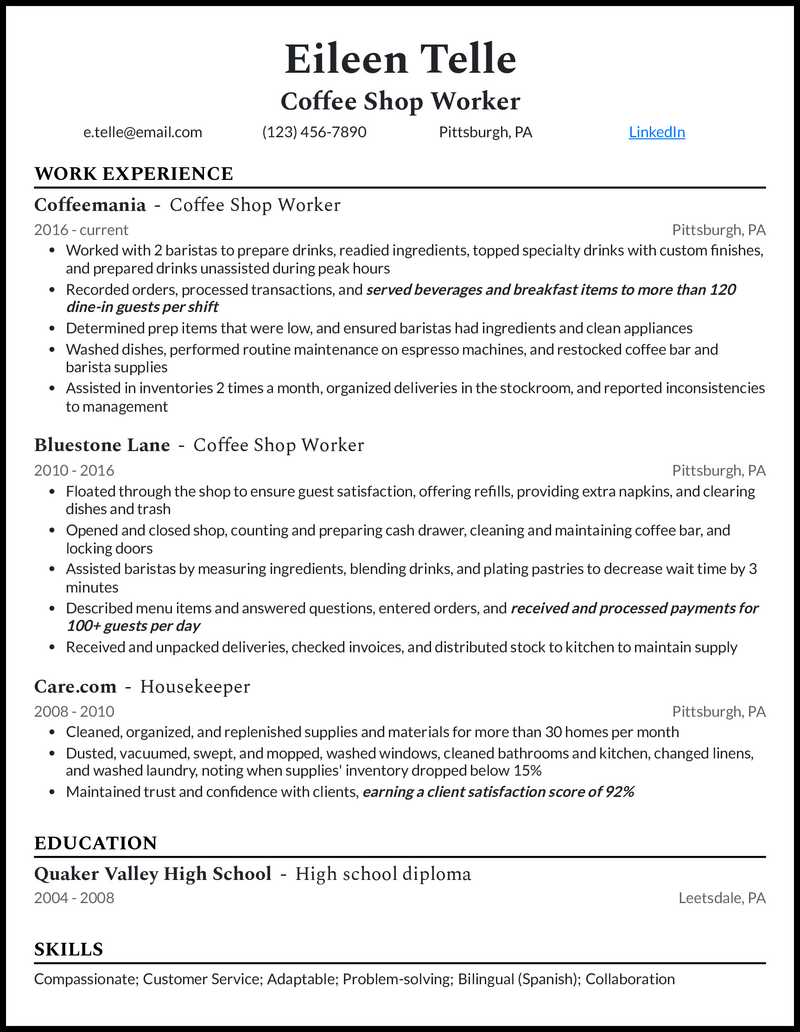 Eileen Telle
Coffee Shop Worker
e.telle@email.com (123) 456-7890 Pittsburgh, PA LinkedIn
WORK EXPERIENCE
Coffeemania - Coffee Shop Worker
2016 - current Pittsburgh, PA
• Worked with 2 baristas to prepare drinks, readied ingredients, topped specialty drinks with custom finishes,
and prepared drinks unassisted during peak hours
• Recorded orders, processed transactions, and served beverages and breakfast items to more than 120
dine-in guests per shift
• Determined prep items that were low, and ensured baristas had ingredients and clean appliances
• Washed dishes, performed routine maintenance on espresso machines, and restocked coffee bar and
barista supplies
• Assisted in inventories 2 times a month, organized deliveries in the stockroom, and reported inconsistencies
to management
Bluestone Lane - Coffee Shop Worker
2010 - 2016 Pittsburgh, PA
• Floated through the shop to ensure guest satisfaction, offering refills, providing extra napkins, and clearing
dishes and trash
• Opened and closed shop, counting and preparing cash drawer, cleaning and maintaining coffee bar, and
locking doors
• Assisted baristas by measuring ingredients, blending drinks, and plating pastries to decrease wait time by 3
minutes
• Described menu items and answered questions, entered orders, and received and processed payments for
100+ guests per day
• Received and unpacked deliveries, checked invoices, and distributed stock to kitchen to maintain supply
Care.com - Housekeeper
2008 - 2010 Pittsburgh, PA
• Cleaned, organized, and replenished supplies and materials for more than 30 homes per month
• Dusted, vacuumed, swept, and mopped, washed windows, cleaned bathrooms and kitchen, changed linens,
and washed laundry, noting when supplies' inventory dropped below 15%
• Maintained trust and confidence with clients, earning a client satisfaction score of 92%
EDUCATION
Quaker Valley High School - High school diploma
2004 - 2008 Leetsdale, PA
SKILLS
Compassionate; Customer Service; Adaptable; Problem-solving; Bilingual (Spanish); Collaboration